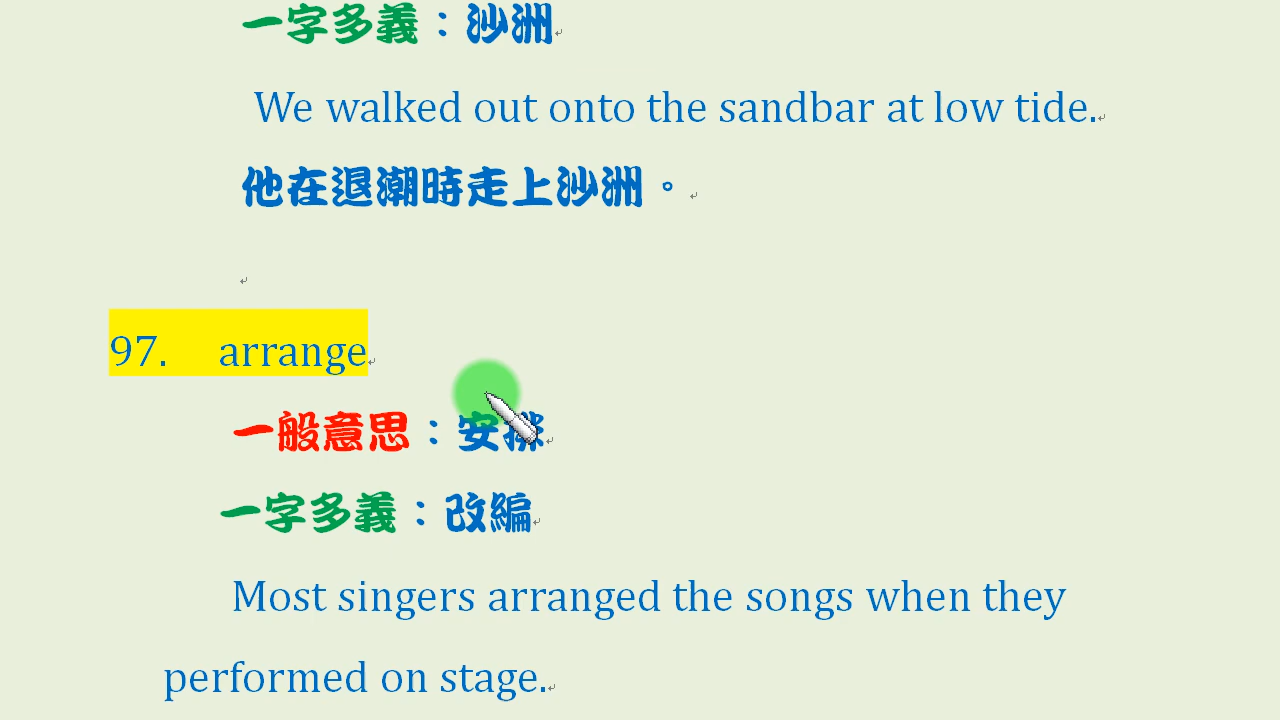 一字多義：沙洲
We walked out onto the sandbar at low tide.
他在退潮時走上沙洲。
97. arrange
一般意思：安排
一字多義：改編
Most singers arranged the songs when they
performed on stage.